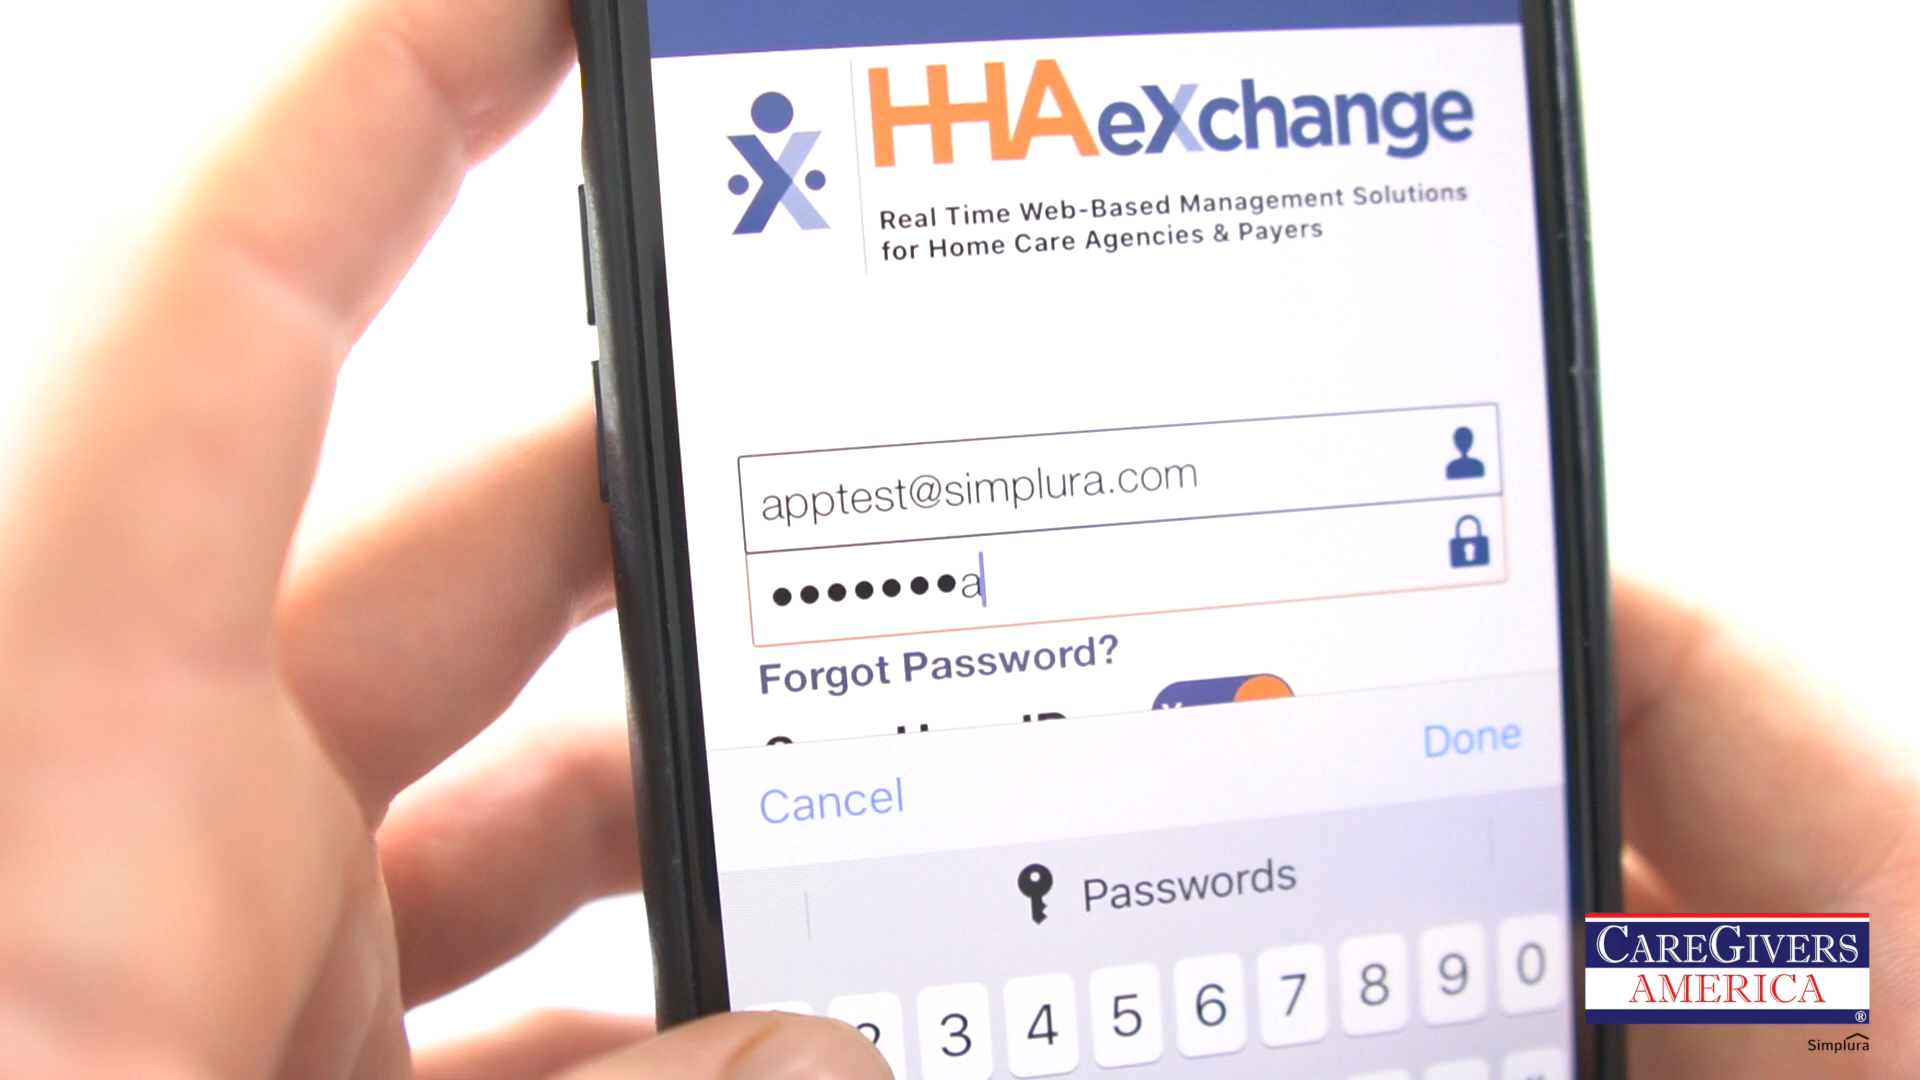 HHAeXchange
Real Time Web-Based Management Solutions
for Home Care Agencies & Payers
apptest@simplura.com
•••••••a
Forgot Password?
Cancel
Done
Passwords
2 3 4 5 6 7 8 9 0
CAREGIVERS
AMERICA
®
Simplura